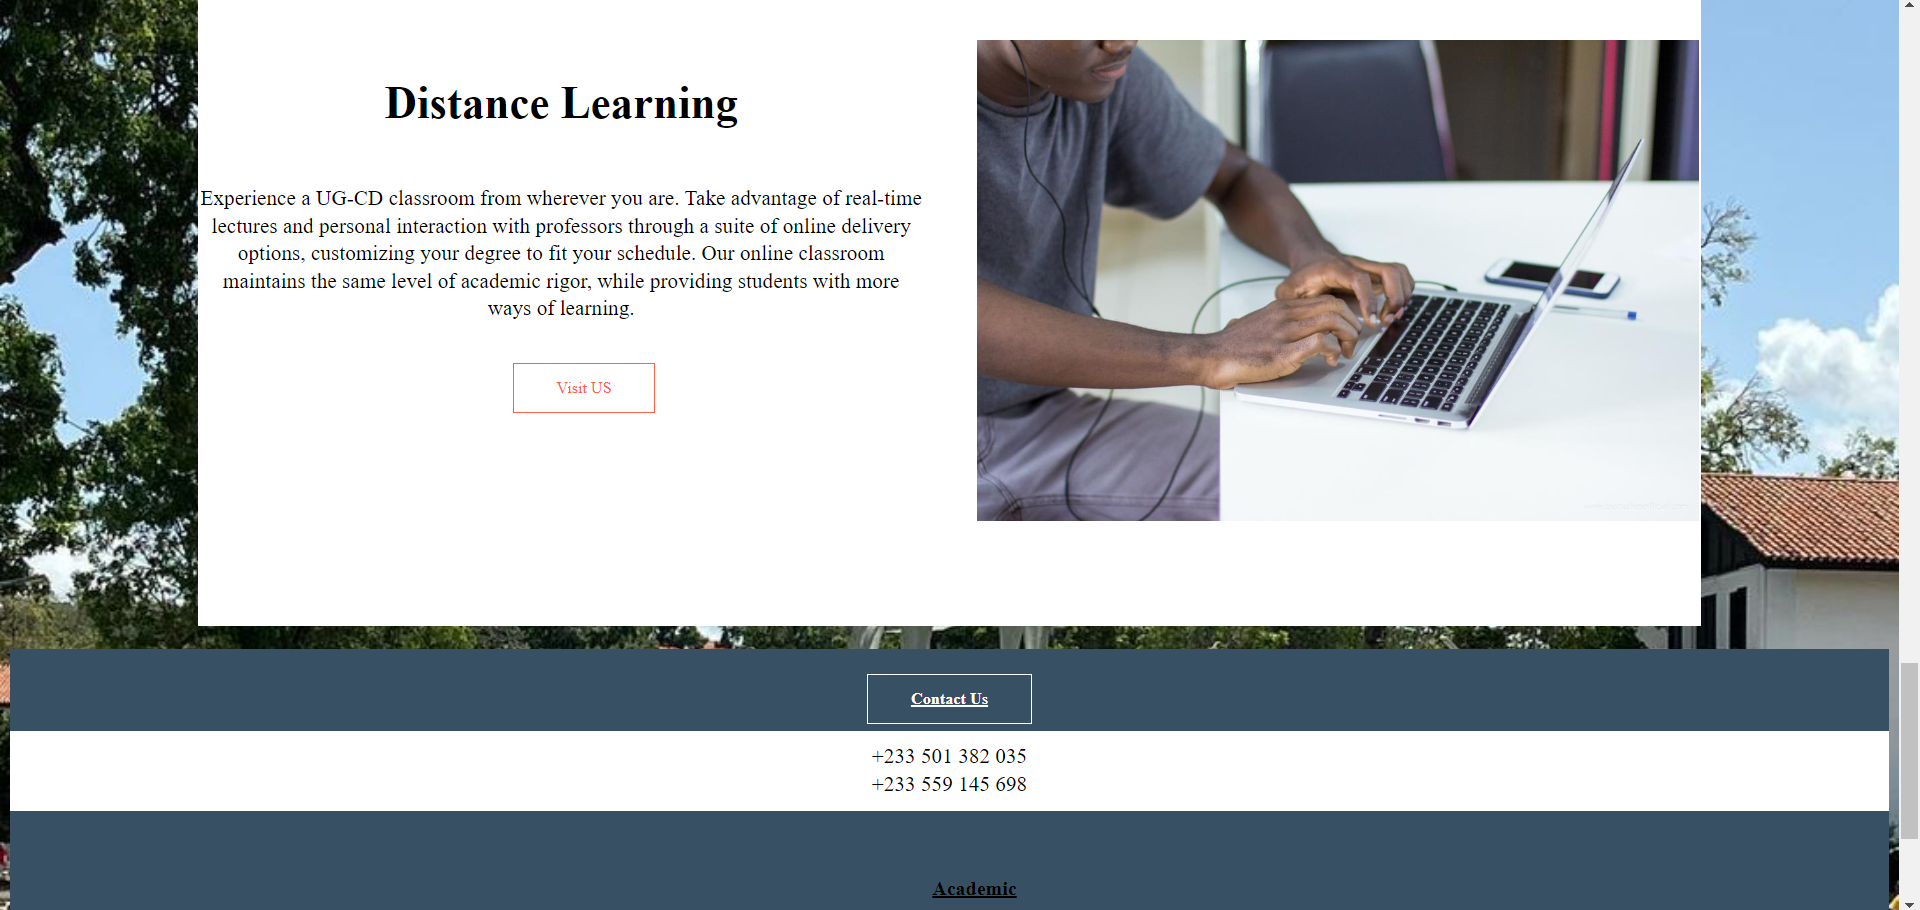 Distance Learning
Experience a UG-CD classroom from wherever you are. Take advantage of real-time
lectures and personal interaction with professors through a suite of online delivery
options, customizing your degree to fit your schedule. Our online classroom
maintains the same level of academic rigor, while providing students with more
ways of learning.
Visit US
Contact Us
+233 501 382 035
+233 559 145 698
Academic